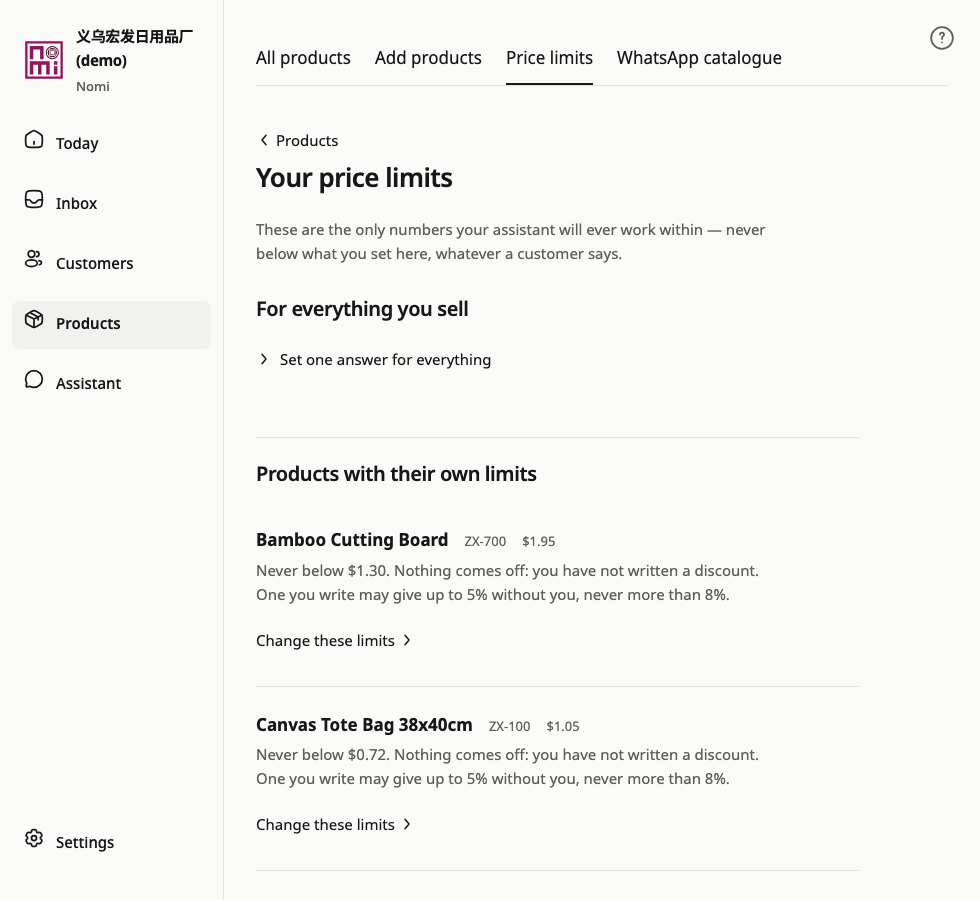 义乌宏发日用品厂
(demo)
Nomi
Today
Inbox
Customers
Products
Assistant
Settings
All products
Add products
Price limits
WhatsApp catalogue
Products
Your price limits
These are the only numbers your assistant will ever work within — never
below what you set here, whatever a customer says.
For everything you sell
Set one answer for everything
Products with their own limits
Bamboo Cutting Board ZX-700 $1.95
Never below $1.30. Nothing comes off: you have not written a discount.
One you write may give up to 5% without you, never more than 8%.
Change these limits
Canvas Tote Bag 38x40cm ZX-100 $1.05
Never below $0.72. Nothing comes off: you have not written a discount.
One you write may give up to 5% without you, never more than 8%.
Change these limits